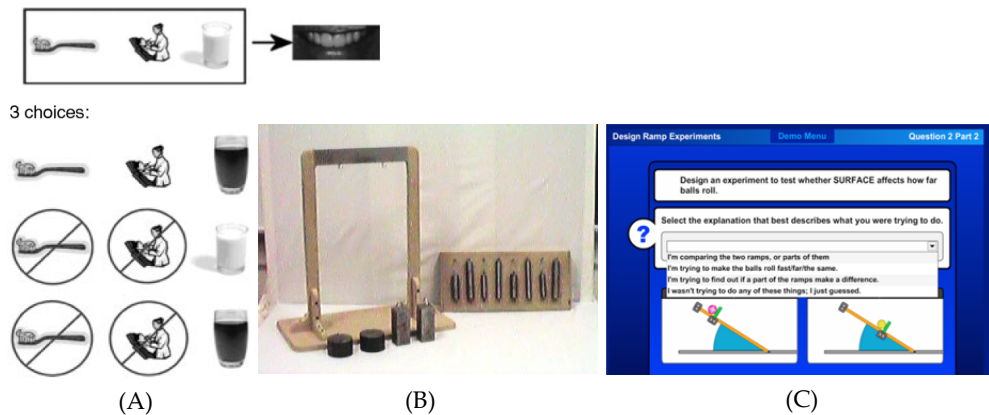 3 choices:
Design Ramp Experiments
Demo Menu
Question 2 Part 2
Design an experiment to test whether SURFACE affects how far
balls roll.
Select the explanation that best describes what you were trying to do.
?
I'm comparing the two ramps, or parts of them
I'm trying to make the balls roll fast/far/the same.
I'm trying to find out if a part of the ramps make a difference.
I wasn't trying to do any of these things; I just guessed.
(A)
(B)
(C)